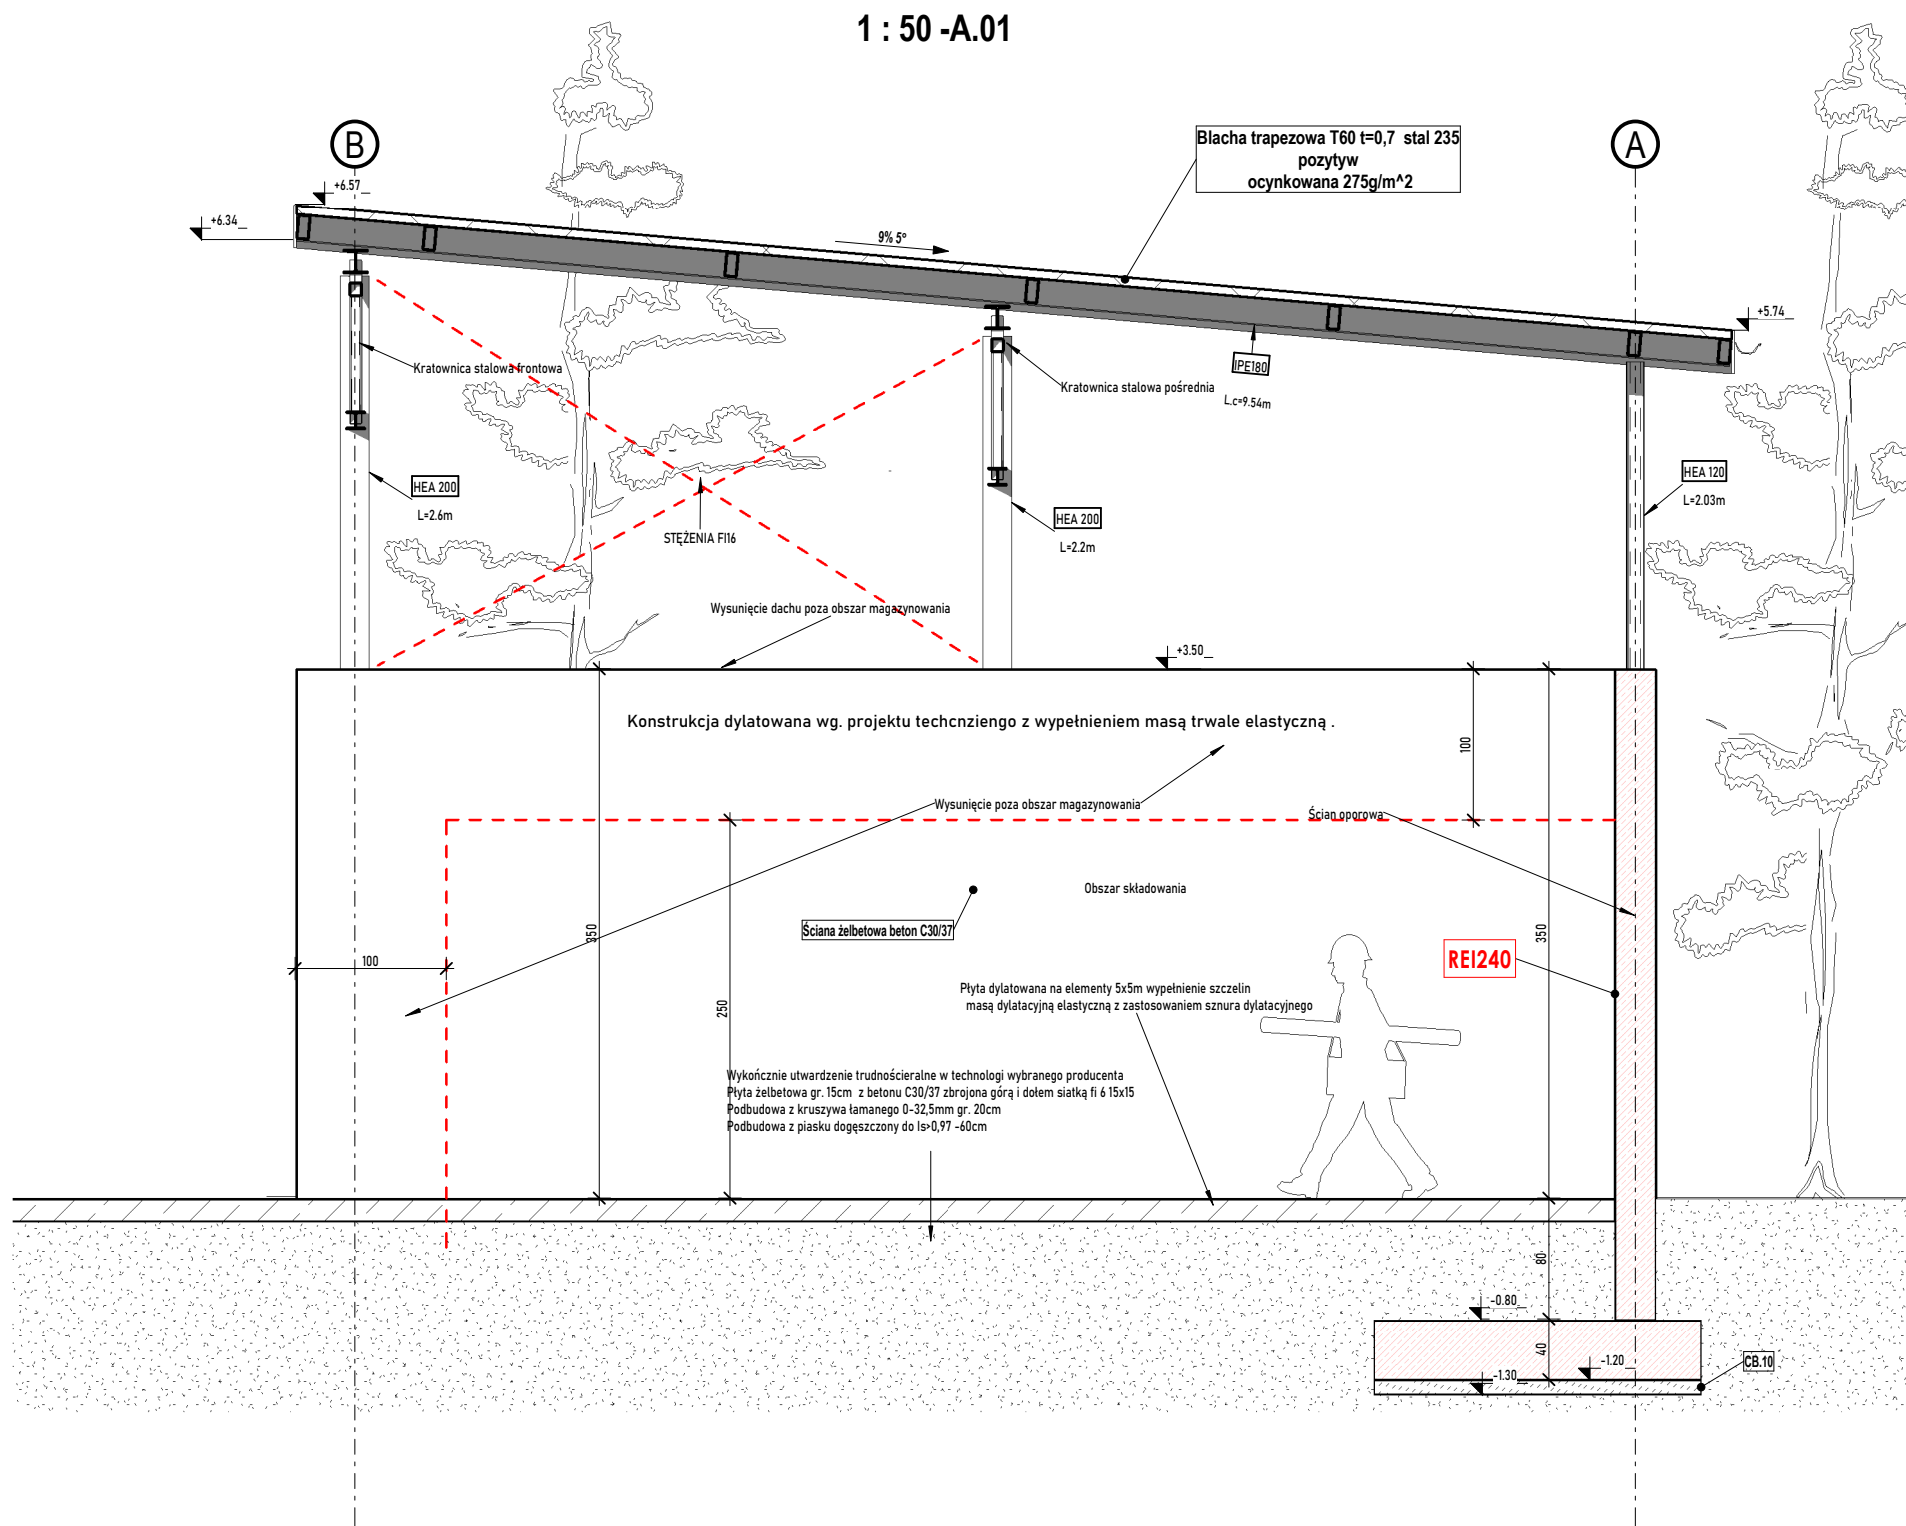 1 : 50 -A.01
B
A
Blacha trapezowa T60 t=0,7 stal 235
pozytyw
ocynkowana 275g/m^2
+6.57
+6.34
9% 5°
+5.74
Kratownica stalowa frontowa
Kratownica stalowa pośrednia
IPE180
L.c=9.54m
HEA 200
L=2.6m
HEA 200
L=2.2m
HEA 120
L=2.03m
STĘŻENIA FI16
Wysunięcie dachu poza obszar magazynowania
+3.50
Konstrukcja dylatowana wg. projektu techcnziengo z wypełnieniem masą trwale elastyczną .
100
Wysunięcie poza obszar magazynowania
Ścian oporowa
Obszar składowania
Ściana żelbetowa beton C30/37
350
350
REI240
100
250
Płyta dylatowana na elementy 5x5m wypełnienie szczelin
masą dylatacyjną elastyczną z zastosowaniem sznura dylatacyjnego
Wykończnie utwardzenie trudnościeralne w technologi wybranego producenta
Płyta żelbetowa gr. 15cm z betonu C30/37 zbrojona górą i dołem siatką fi 6 15x15
Podbudowa z kruszywa łamanego 0-32,5mm gr. 20cm
Podbudowa z piasku dogęszczony do Is>0,97 -60cm
80
-0.80
40
-1.20
-1.30
CB.10